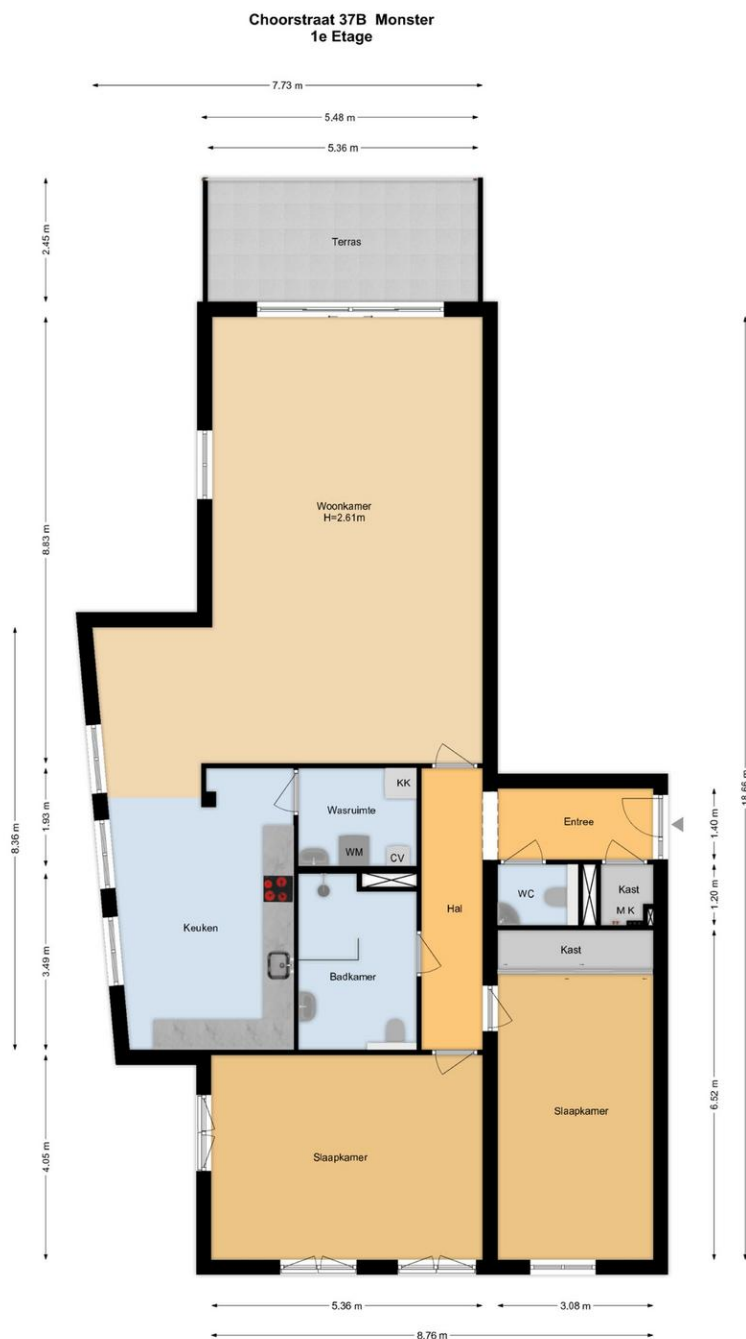 Choorstraat 37B Monster
1e Etage
7.73 m
5.48 m
5.36 m
2.45 m
Terras
8.83 m
Woonkamer
H=2.61m
18.66 m
8.36 m
1.93 m
KK
Wasruimte
WM
CV
Entree
1.40 m
WC
Kast
M K
1.20 m
Hal
Keuken
3.49 m
Badkamer
Kast
Slaapkamer
6.52 m
Slaapkamer
4.05 m
5.36 m
3.08 m
8.76 m